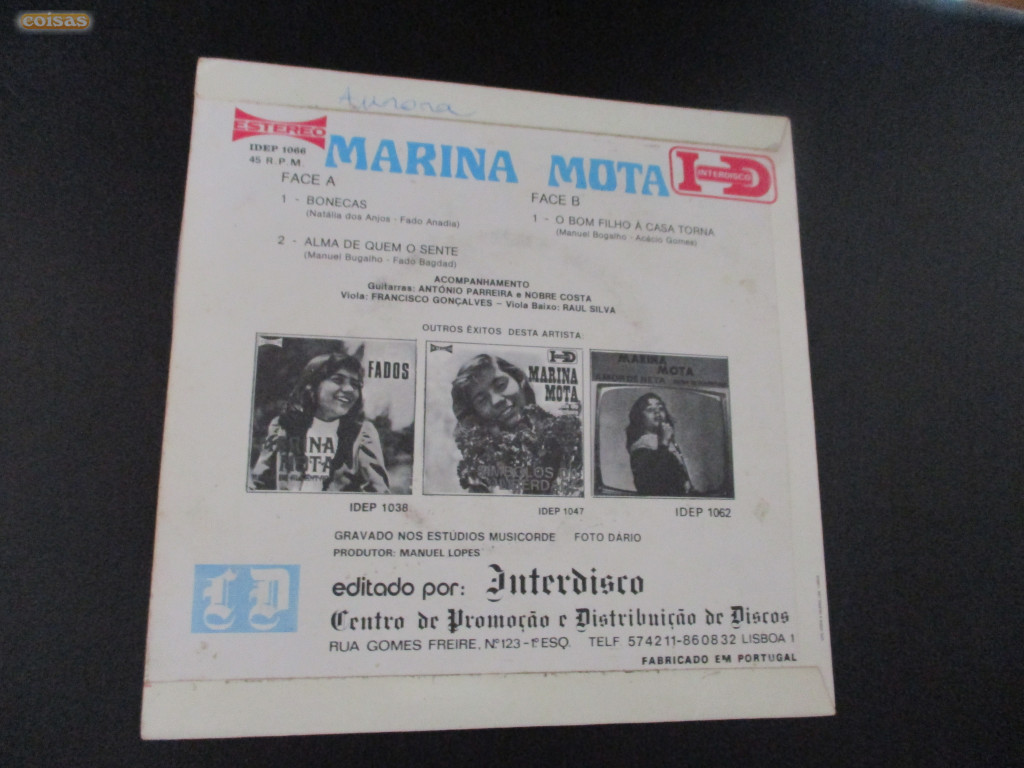 coisas
Aurora
ESTEREO
IDEP 1066
45 R.P.M.
MARINA MOTA
ID
INTERDISCO
FACE A
1 - BONECAS
(Natália dos Anjos - Fado Anadia)
2 - ALMA DE QUEM O SENTE
(Manuel Bugalho - Fado Bagdad)
FACE B
1 - O BOM FILHO À CASA TORNA
(Manuel Bogalho - Acácio Gomes)
ACOMPANHAMENTO
Guitarras: ANTÓNIO PARREIRA e NOBRE COSTA
Viola: FRANCISCO GONÇALVES - Viola Baixo: RAUL SILVA
OUTROS ÊXITOS DESTA ARTISTA:
FADOS
MARINA
MOTA
MARINA
MOTA
SÍMBOLOS
MARINA
MOTA
IDEP 1038
IDEP 1047
IDEP 1062
GRAVADO NOS ESTÚDIOS MUSICORDE FOTO DARIO
PRODUTOR: MANUEL LOPES
ID
editado por: Interdisco
Centro de Promoção e Distribuição de Discos
RUA GOMES FREIRE, Nº 123 - 1º ESQ. TELF 574211-860832 LISBOA 1
FABRICADO EM PORTUGAL